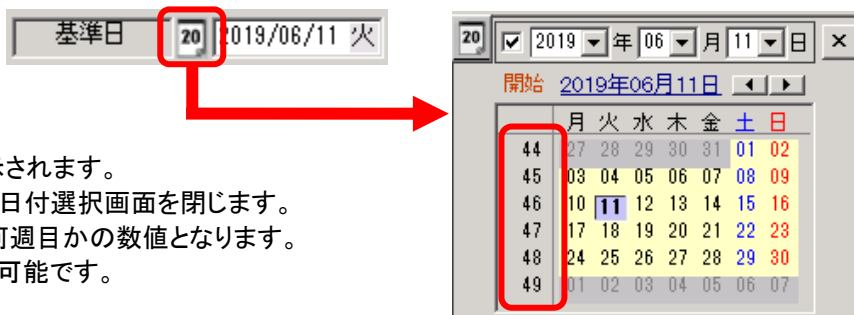 基準日 20 2019/06/11 火
20 2019 年 06 月 11 日 ×
開始 2019年06月11日
月 火 水 木 金 土 日
44 27 28 29 30 31 01 02
45 03 04 05 06 07 08 09
46 10 11 12 13 14 15 16
47 17 18 19 20 21 22 23
48 24 25 26 27 28 29 30
49 01 02 03 04 05 06 07
されます。
日付選択画面を閉じます。
週目かの数値となります。
可能です。